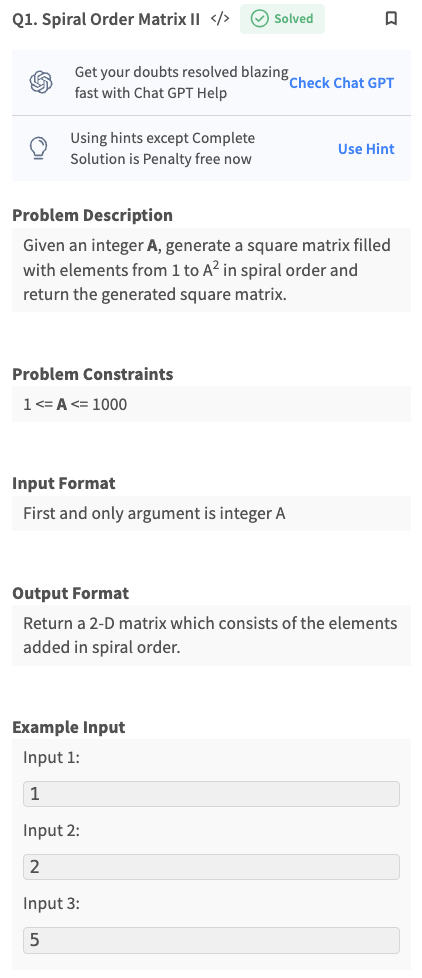 Q1. Spiral Order Matrix II </> Solved
Get your doubts resolved blazing
fast with Chat GPT Help
Check Chat GPT
Using hints except Complete
Solution is Penalty free now
Use Hint
Problem Description
Given an integer A, generate a square matrix filled
with elements from 1 to A² in spiral order and
return the generated square matrix.
Problem Constraints
1 <= A <= 1000
Input Format
First and only argument is integer A
Output Format
Return a 2-D matrix which consists of the elements
added in spiral order.
Example Input
Input 1:
1
Input 2:
2
Input 3:
5